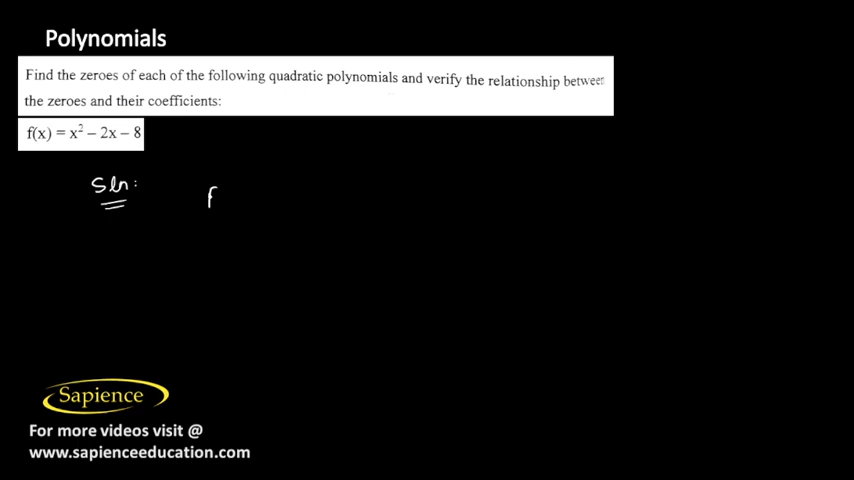 Polynomials
Find the zeroes of each of the following quadratic polynomials and verify the relationship between
the zeroes and their coefficients:
f(x) = x² – 2x – 8
Sln:
f
Sapience
For more videos visit @
www.sapienceeducation.com